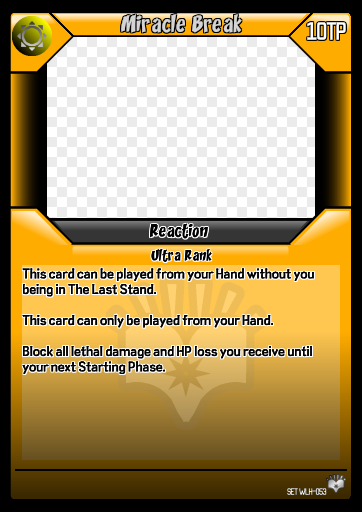 Miracle Break
10TP
Reaction
Ultra Rank
This card can be played from your Hand without you
being in The Last Stand.
This card can only be played from your Hand.
Block all lethal damage and HP loss you receive until
your next Starting Phase.
SET WLH-053